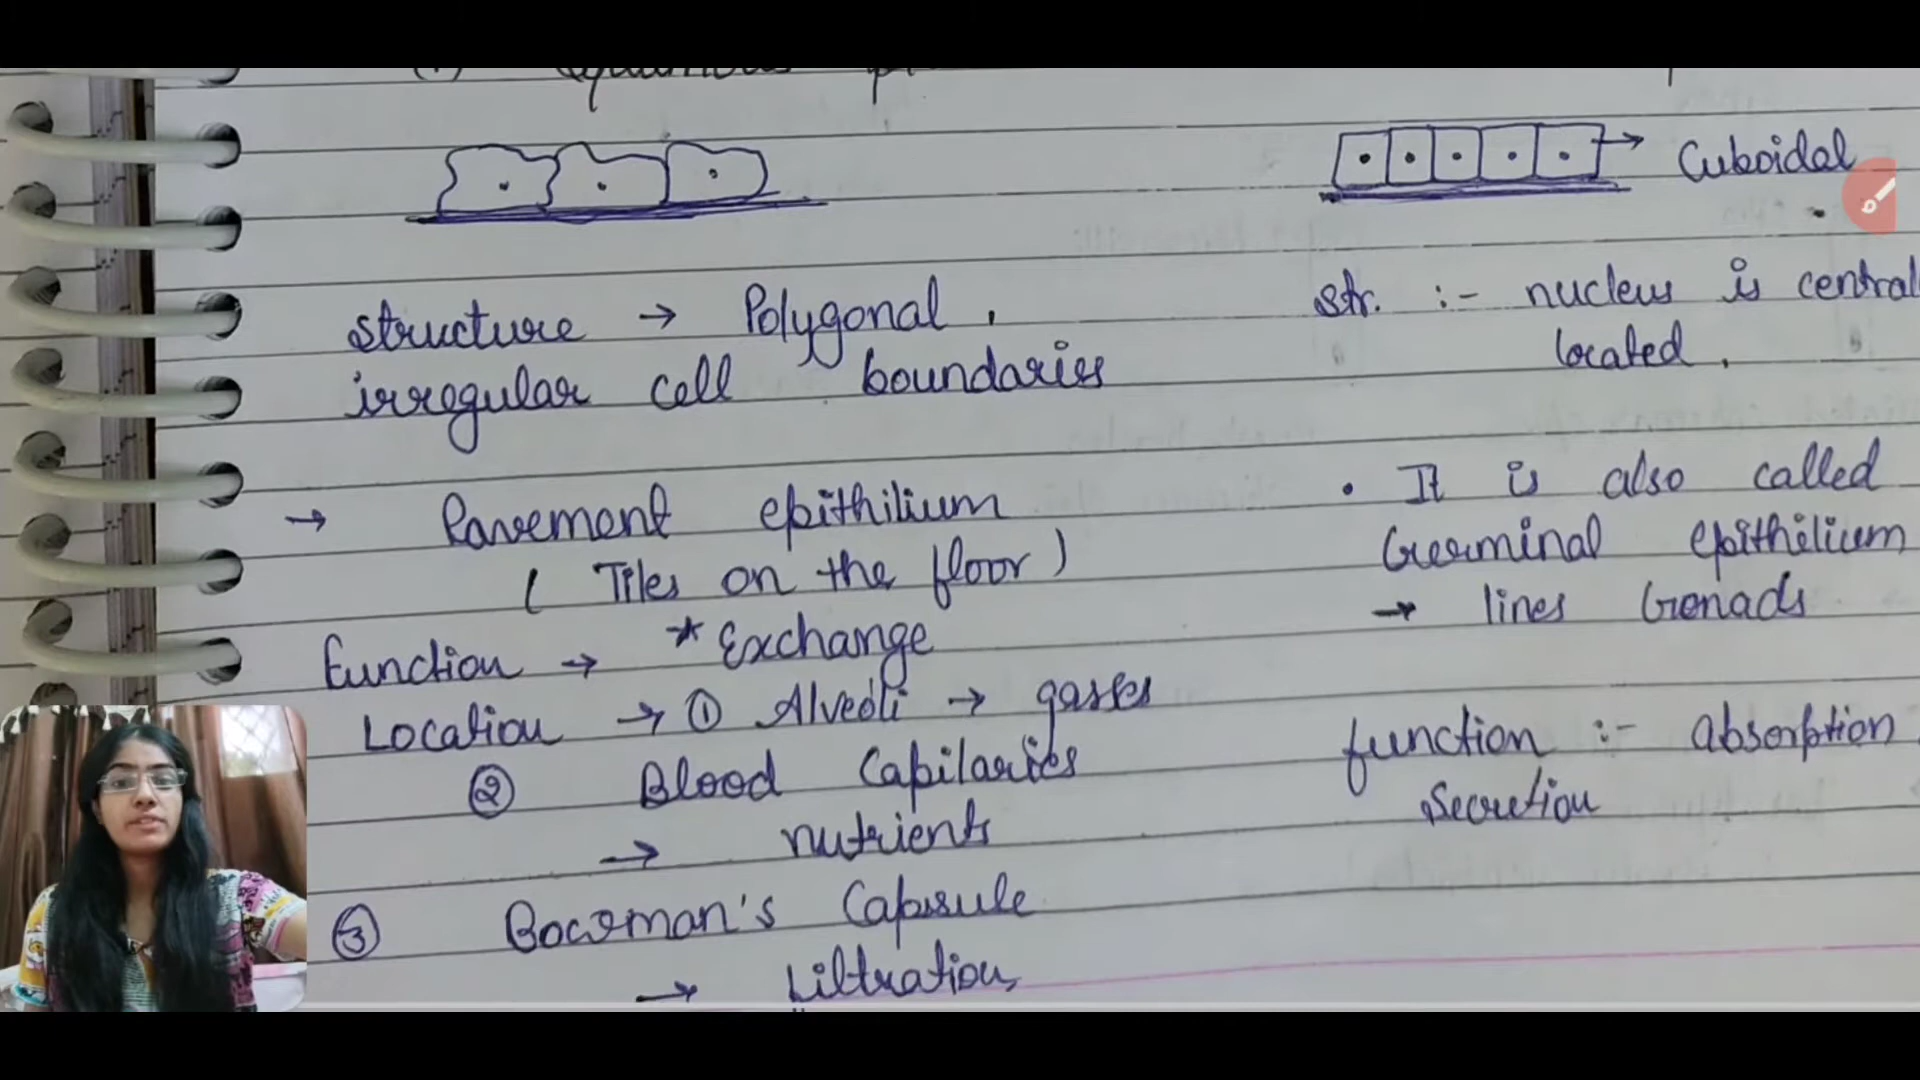 Squamous
Structure → Polygonal,
irregular cell boundaries
→ Pavement epithilium
( Tiles on the floor )
Function → * Exchange
Location → ① Alveoli → gasses
② Blood Capilaries
→ nutrients
③ Bowman's Capsule
→ filtration,
→ Cuboidal
Str. :- nucleus is central
located.
• It is also called
Germinal epithilium
→ lines Gonads
function :- absorption,
Secretion